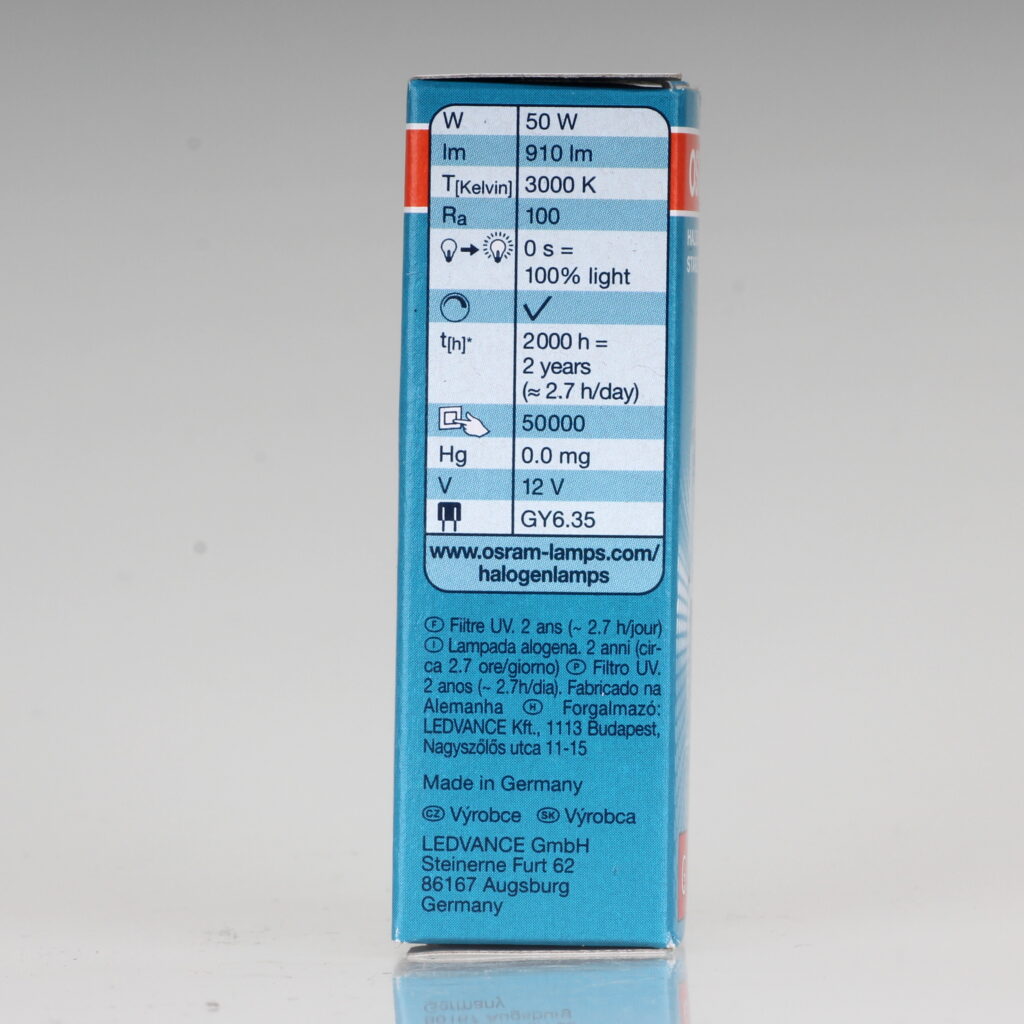 W 50 W
lm 910 lm
T[Kelvin] 3000 K
Ra 100
0 s =
100% light
t[h]* 2000 h =
2 years
(≈ 2.7 h/day)
50000
Hg 0.0 mg
V 12 V
GY6.35
www.osram-lamps.com/
halogenlamps
F Filtre UV. 2 ans (~ 2.7 h/jour)
I Lampada alogena. 2 anni (cir-
ca 2.7 ore/giorno) P Filtro UV.
2 anos (~ 2.7h/dia). Fabricado na
Alemanha H Forgalmazó:
LEDVANCE Kft., 1113 Budapest,
Nagyszőlős utca 11-15
Made in Germany
CZ Výrobce SK Výrobca
LEDVANCE GmbH
Steinerne Furt 62
86167 Augsburg
Germany